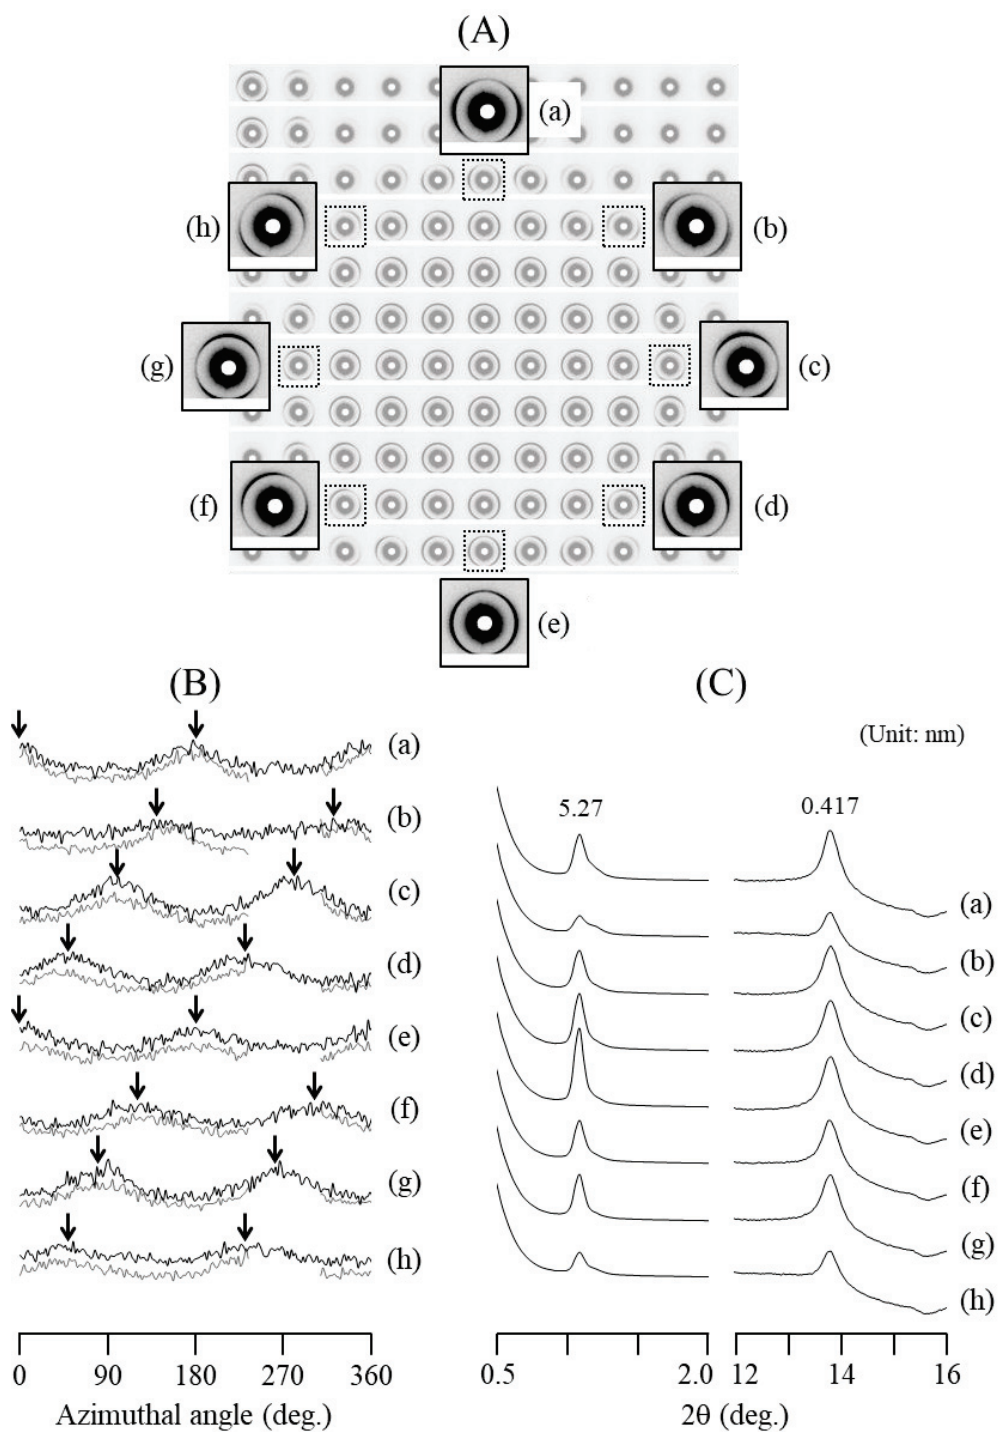 (A)
(a)
(h)
(b)
(g)
(c)
(f)
(d)
(e)
(B)
(C)
(Unit: nm)
(a)
(b)
(c)
(d)
(e)
(f)
(g)
(h)
0 90 180 270 360
Azimuthal angle (deg.)
5.27 0.417
(a)
(b)
(c)
(d)
(e)
(f)
(g)
(h)
0.5 2.0 12 14 16
2θ (deg.)